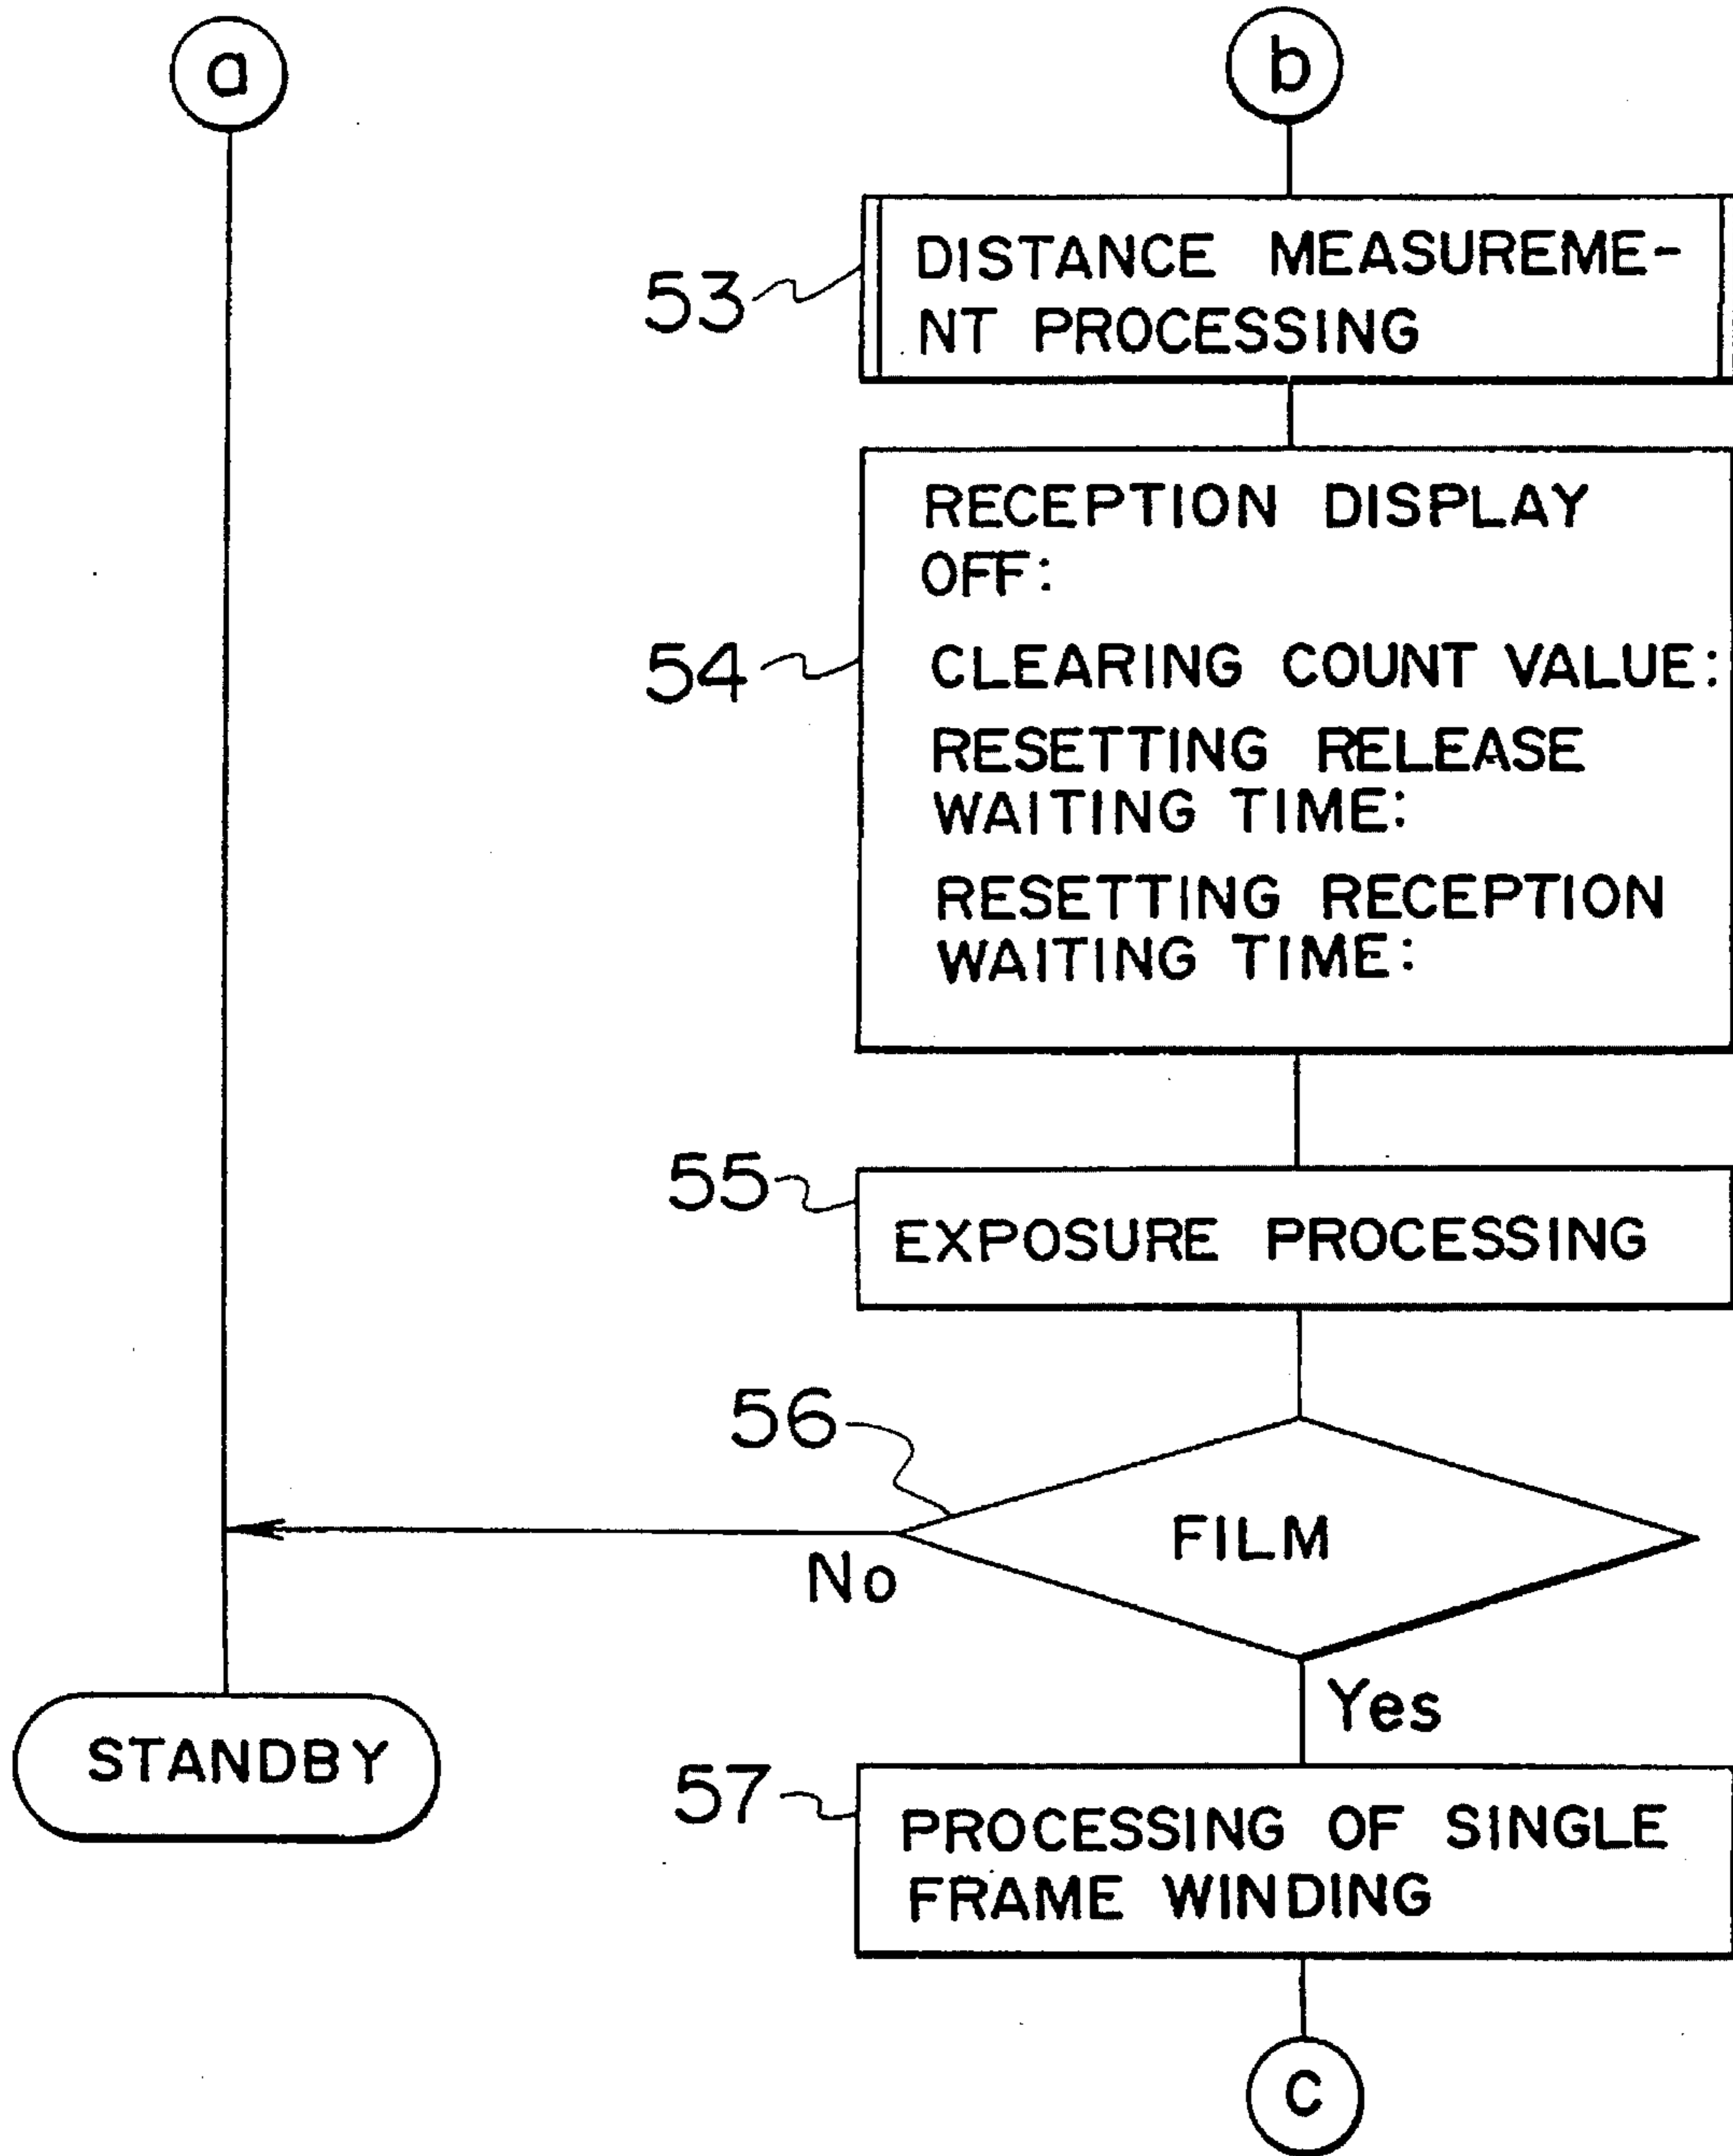 a
b
53
DISTANCE MEASUREME-
NT PROCESSING
54
RECEPTION DISPLAY
OFF:
CLEARING COUNT VALUE:
RESETTING RELEASE
WAITING TIME:
RESETTING RECEPTION
WAITING TIME:
55
EXPOSURE PROCESSING
56
FILM
No
Yes
STANDBY
57
PROCESSING OF SINGLE
FRAME WINDING
c